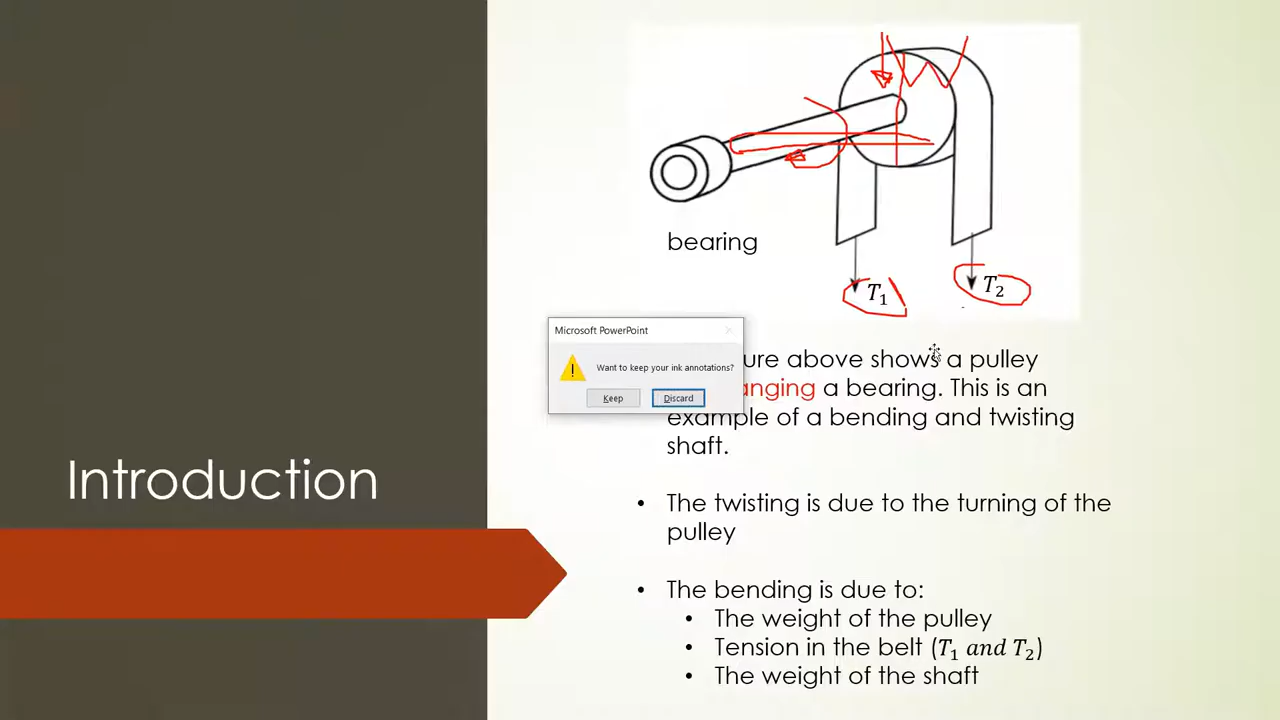 W
bearing
T₁
T₂
Microsoft PowerPoint
Want to keep your ink annotations?
Keep
Discard
ure above shows a pulley
anging a bearing. This is an
example of a bending and twisting
shaft.
Introduction
• The twisting is due to the turning of the
pulley
• The bending is due to:
• The weight of the pulley
• Tension in the belt (T₁ and T₂)
• The weight of the shaft